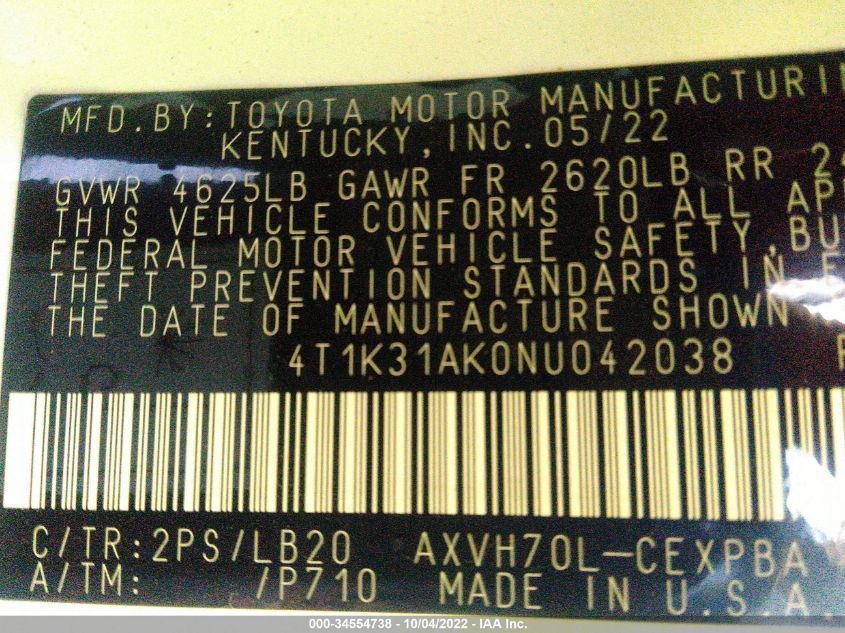 MFD.BY: TOYOTA MOTOR MANUFACTURIN
KENTUCKY, INC. 05/22
GVWR 4625LB GAWR FR 2620LB RR 24
THIS VEHICLE CONFORMS TO ALL AP
FEDERAL MOTOR VEHICLE SAFETY, BU
THEFT PREVENTION STANDARDS IN
THE DATE OF MANUFACTURE SHOWN
4T1K31AK0NU042038
C/TR: 2PS/LB20 AXVH70L-CEXPBA
A/TM: /P710 MADE IN U.S.A.
000-34554738 - 10/04/2022 - IAA Inc.